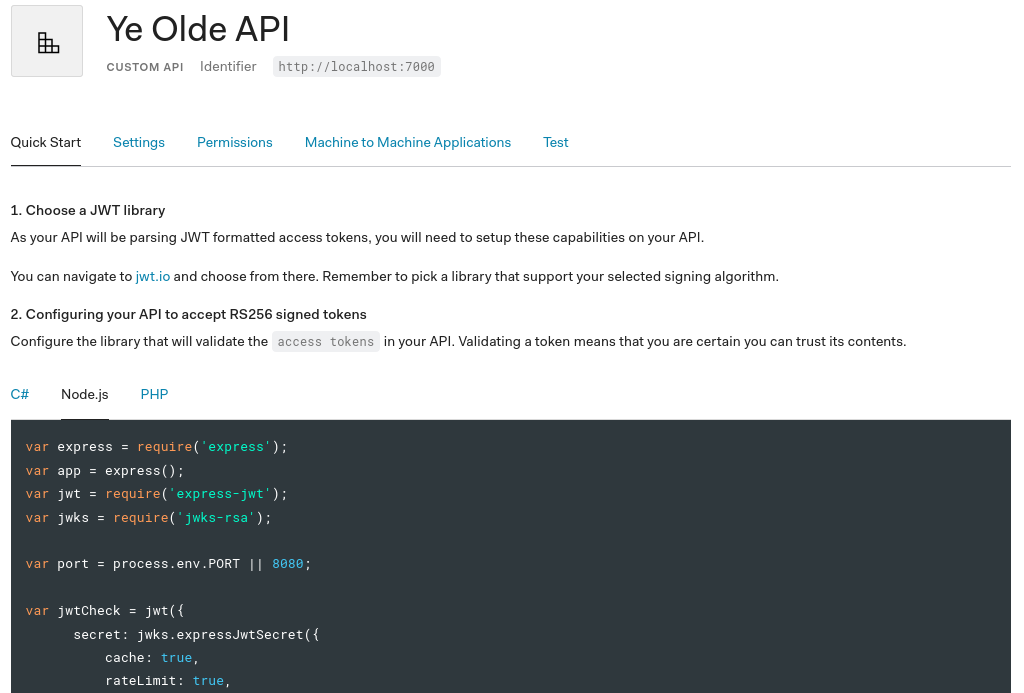 Ye Olde API
CUSTOM API Identifier http://localhost:7000
Quick Start Settings Permissions Machine to Machine Applications Test
1. Choose a JWT library
As your API will be parsing JWT formatted access tokens, you will need to setup these capabilities on your API.
You can navigate to jwt.io and choose from there. Remember to pick a library that support your selected signing algorithm.
2. Configuring your API to accept RS256 signed tokens
Configure the library that will validate the access tokens in your API. Validating a token means that you are certain you can trust its contents.
C# Node.js PHP
var express = require('express');
var app = express();
var jwt = require('express-jwt');
var jwks = require('jwks-rsa');
var port = process.env.PORT || 8080;
var jwtCheck = jwt({
secret: jwks.expressJwtSecret({
cache: true,
rateLimit: true,